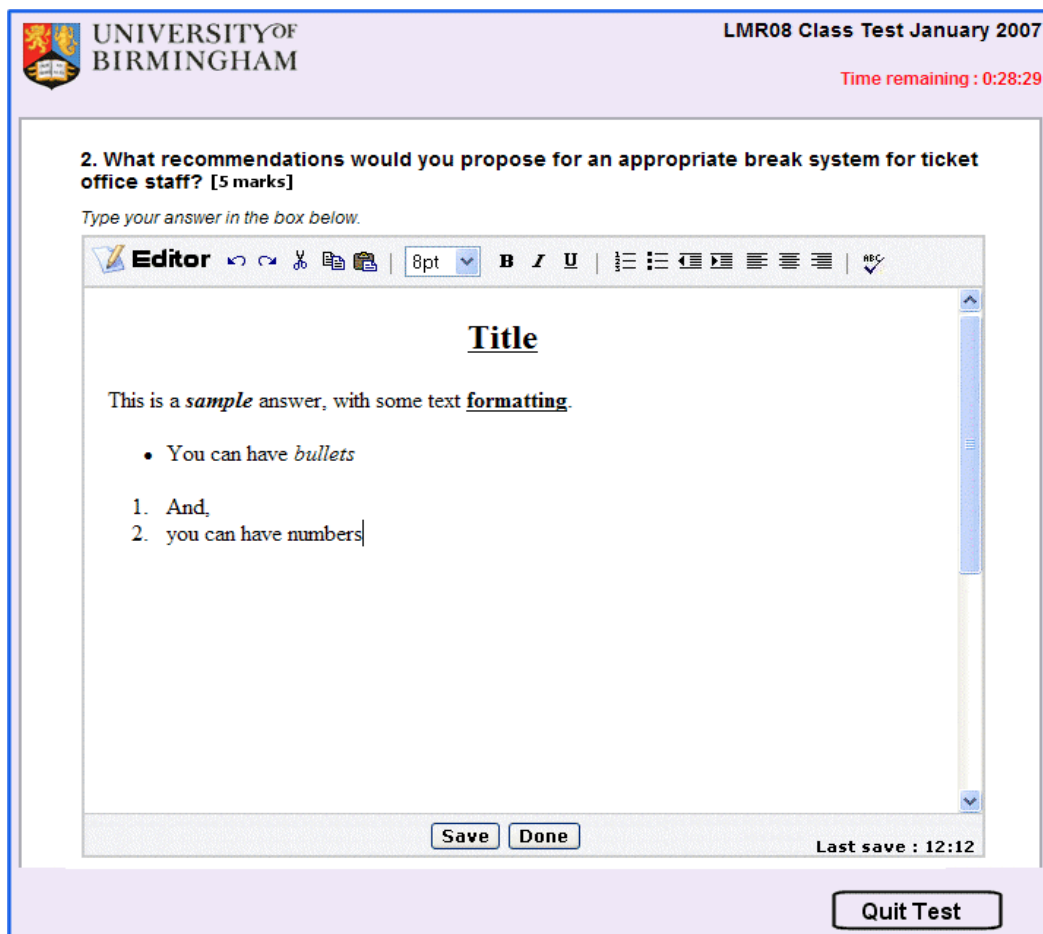 UNIVERSITY OF
BIRMINGHAM
LMR08 Class Test January 2007
Time remaining : 0:28:29
2. What recommendations would you propose for an appropriate break system for ticket
office staff? [5 marks]
Type your answer in the box below.
Editor 8pt B I U ABC
Title
This is a sample answer, with some text formatting.
• You can have bullets
1. And,
2. you can have numbers
Save Done
Last save : 12:12
Quit Test